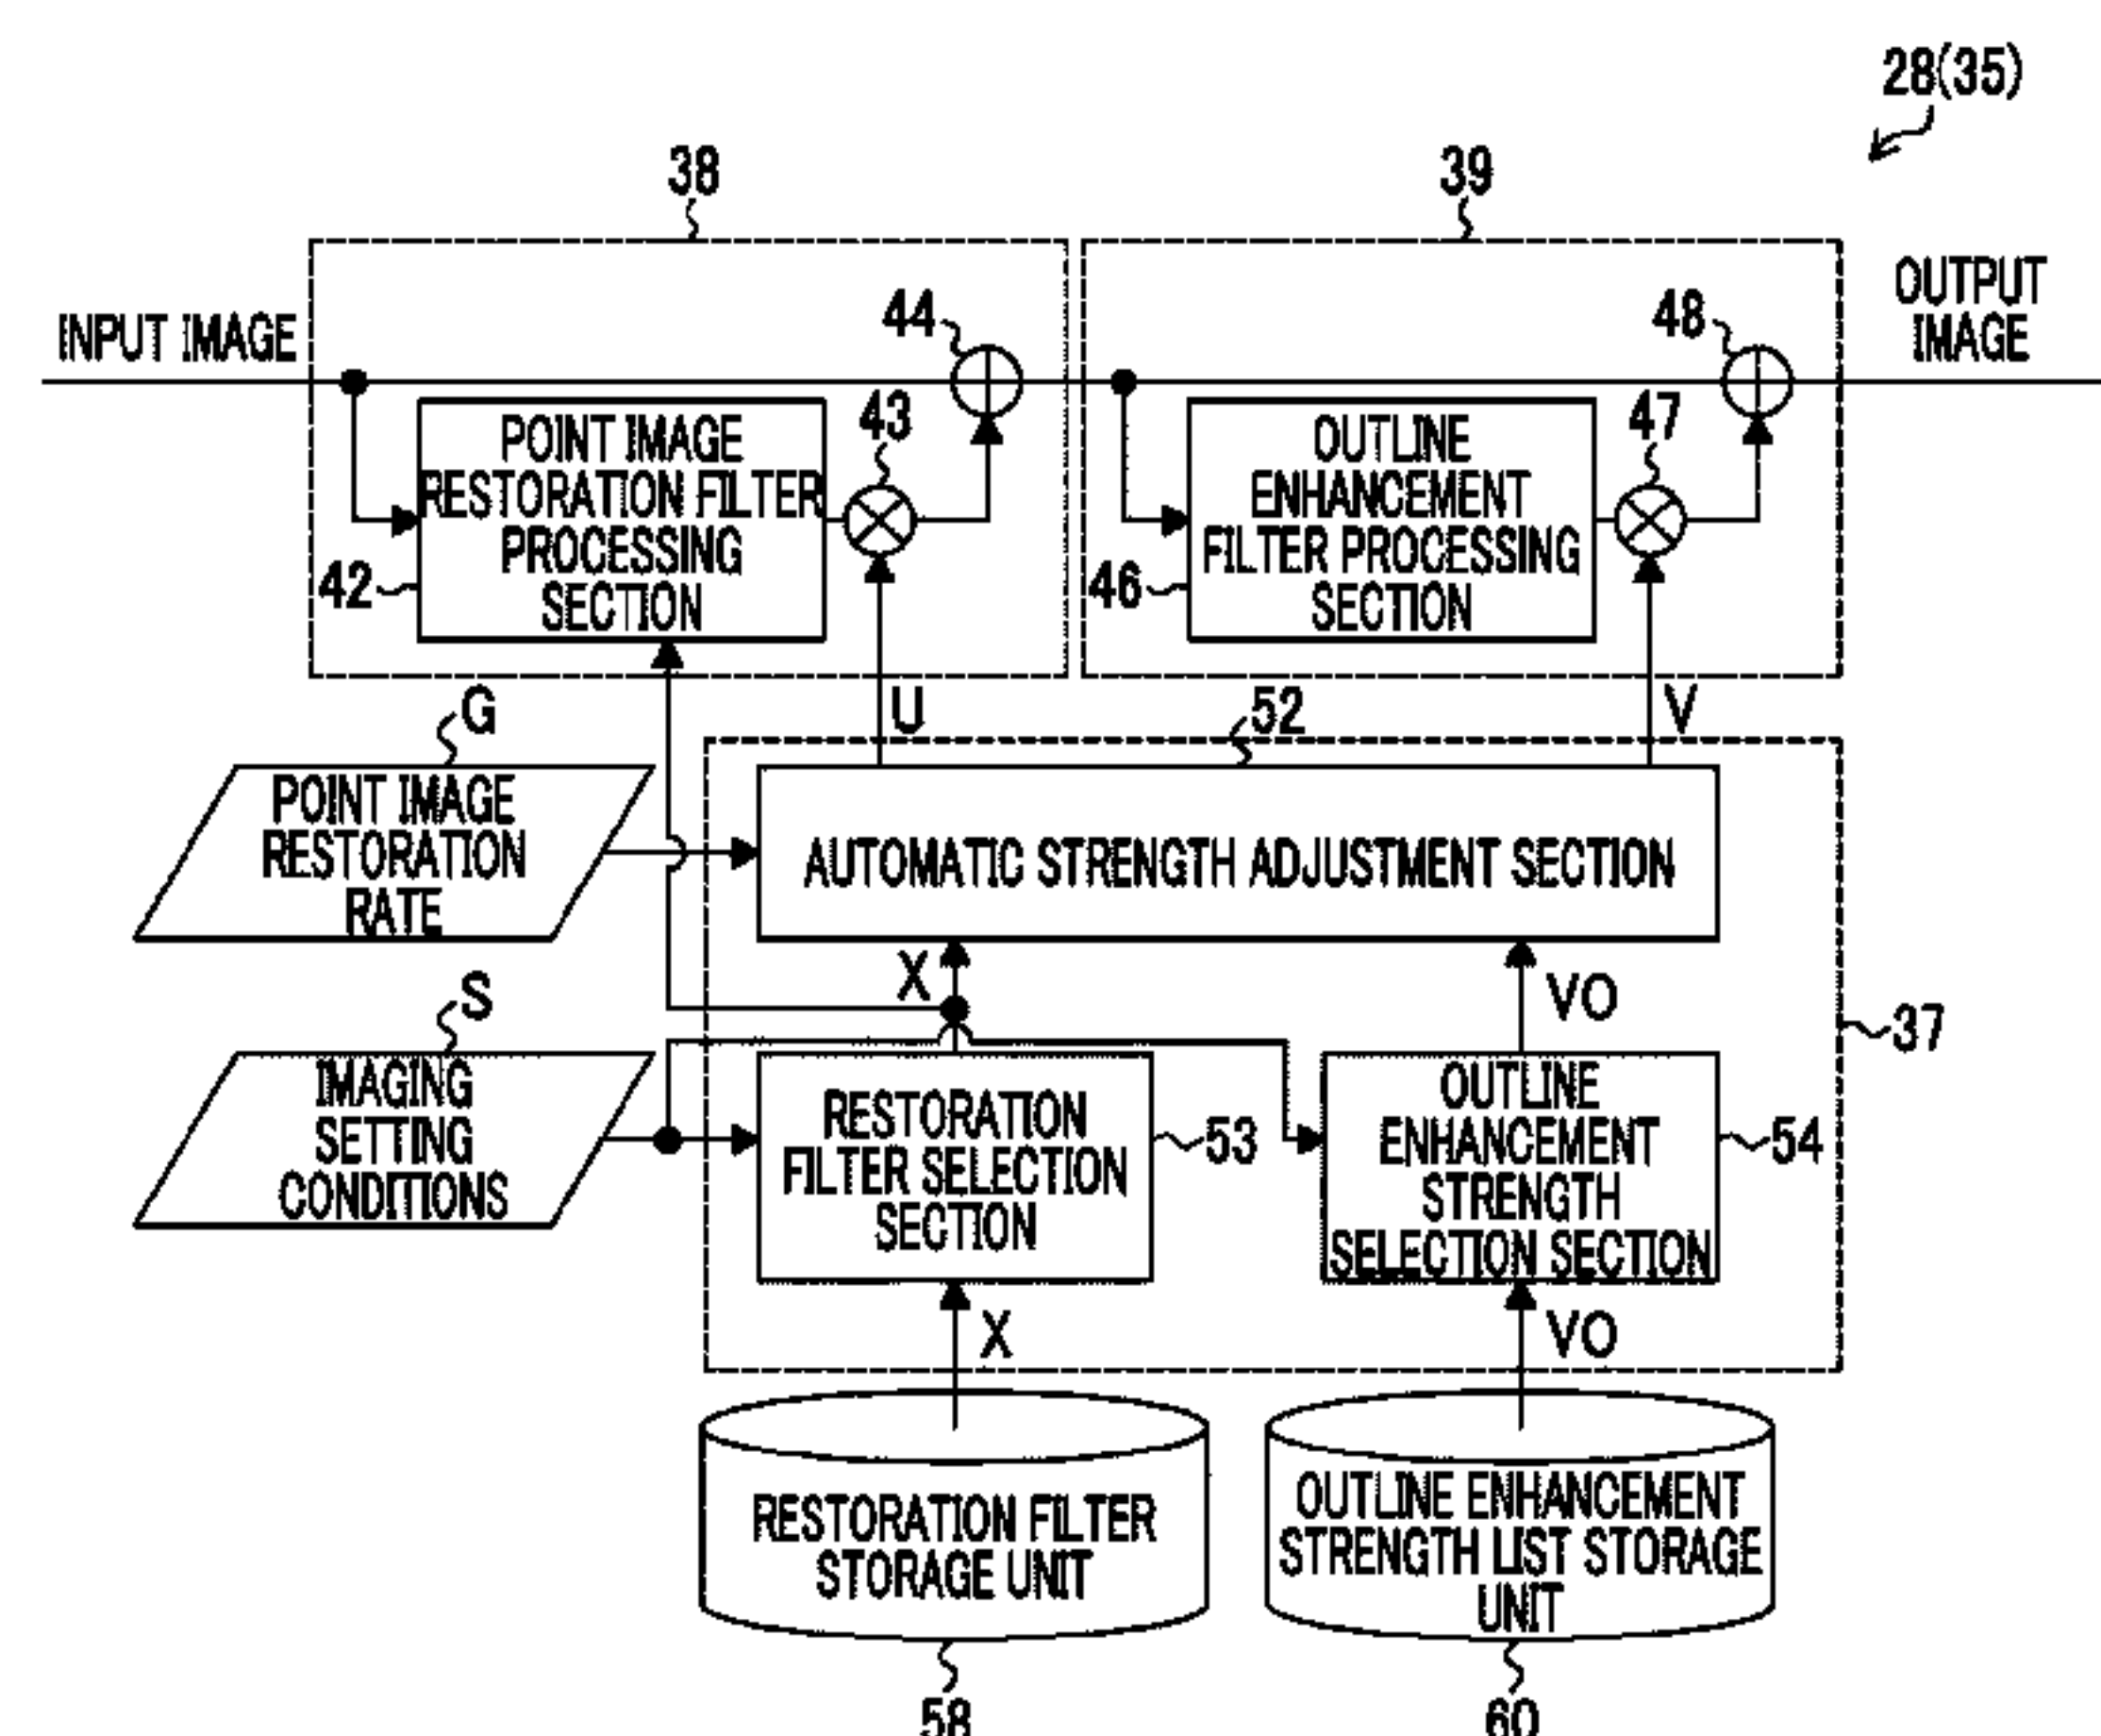 28(35)
38
39
INPUT IMAGE
44
48
OUTPUT
IMAGE
43
47
POINT IMAGE
RESTORATION FILTER
PROCESSING
SECTION
42
OUTLINE
ENHANCEMENT
FILTER PROCESSING
SECTION
46
G
U
52
V
POINT IMAGE
RESTORATION
RATE
AUTOMATIC STRENGTH ADJUSTMENT SECTION
X
VO
S
37
IMAGING
SETTING
CONDITIONS
RESTORATION
FILTER SELECTION
SECTION
53
OUTLINE
ENHANCEMENT
STRENGTH
SELECTION SECTION
54
X
VO
RESTORATION FILTER
STORAGE UNIT
OUTLINE ENHANCEMENT
STRENGTH LIST STORAGE
UNIT
58
60